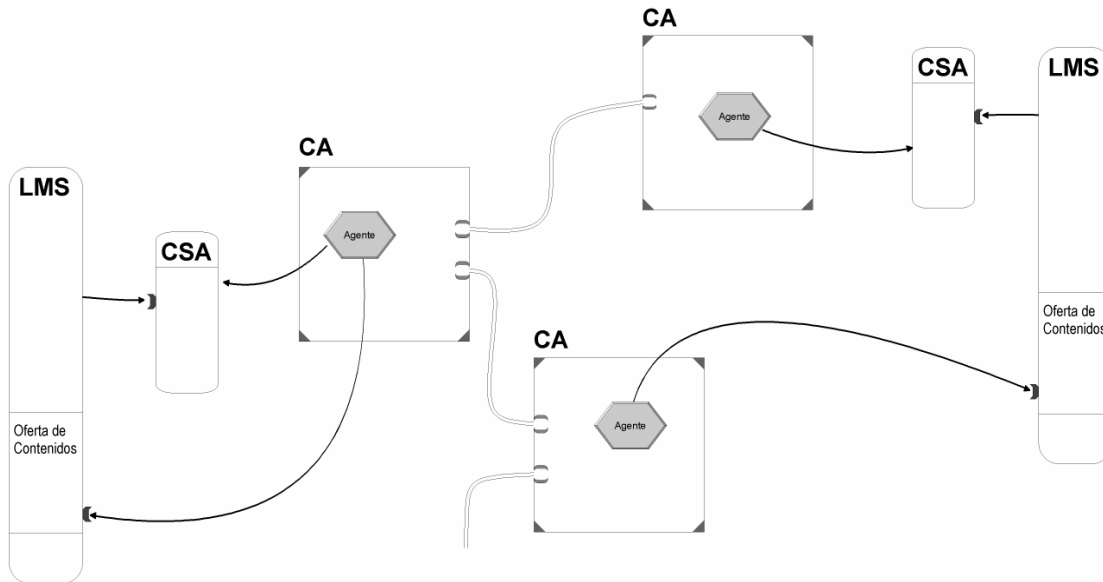 CA
CSA
LMS
Agente
CA
LMS
Agente
CSA
Oferta de
Contenidos
CA
Oferta de
Contenidos
Agente